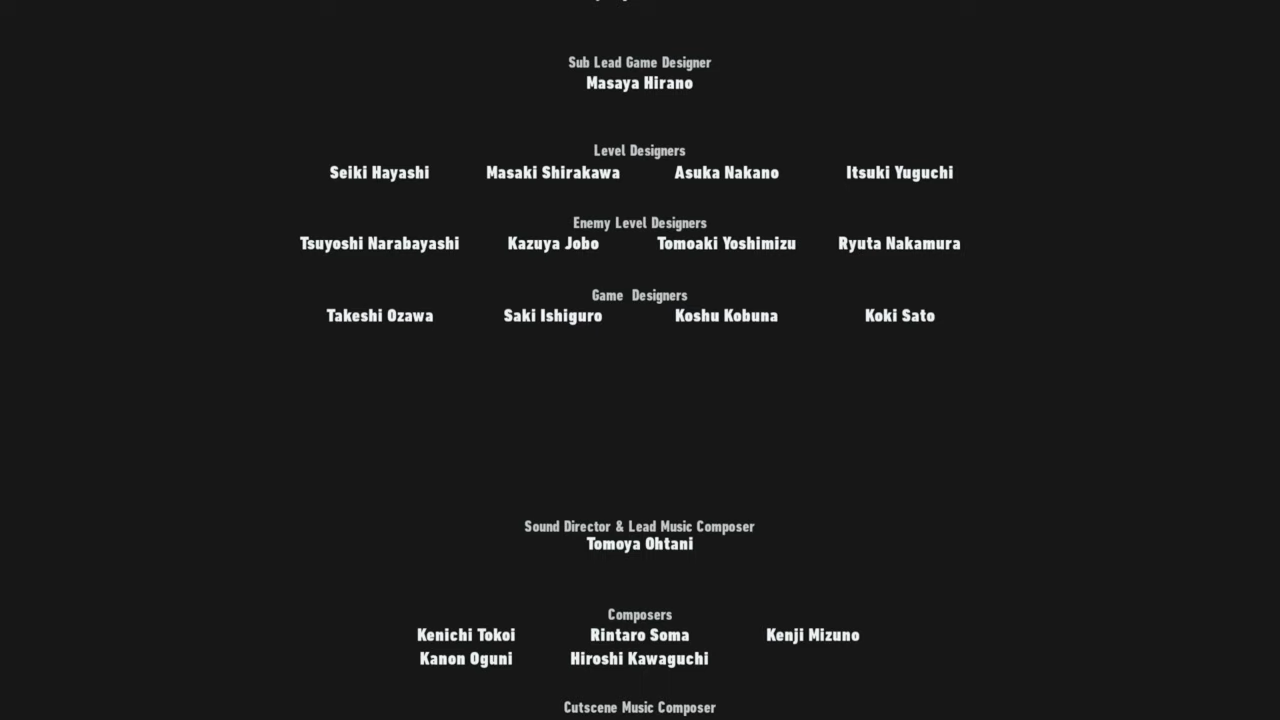 Sub Lead Game Designer
Masaya Hirano
Level Designers
Seiki Hayashi Masaki Shirakawa Asuka Nakano Itsuki Yuguchi
Enemy Level Designers
Tsuyoshi Narabayashi Kazuya Jobo Tomoaki Yoshimizu Ryuta Nakamura
Game Designers
Takeshi Ozawa Saki Ishiguro Koshu Kobuna Koki Sato
Sound Director & Lead Music Composer
Tomoya Ohtani
Composers
Kenichi Tokoi Rintaro Soma Kenji Mizuno
Kanon Oguni Hiroshi Kawaguchi
Cutscene Music Composer